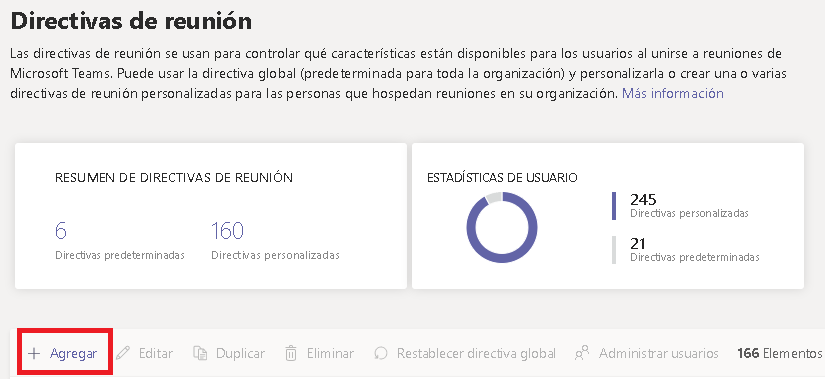 Directivas de reunión
Las directivas de reunión se usan para controlar qué características están disponibles para los usuarios al unirse a reuniones de
Microsoft Teams. Puede usar la directiva global (predeterminada para toda la organización) y personalizarla o crear una o varias
directivas de reunión personalizadas para las personas que hospedan reuniones en su organización. Más información
RESUMEN DE DIRECTIVAS DE REUNIÓN
6
Directivas predeterminadas
160
Directivas personalizadas
ESTADÍSTICAS DE USUARIO
245
Directivas personalizadas
21
Directivas predeterminadas
Agregar Editar Duplicar Eliminar Restablecer directiva global Administrar usuarios 166 Elementos